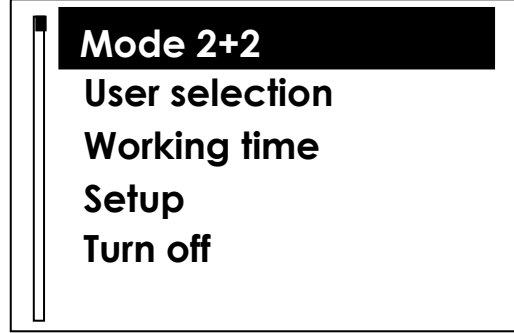 Mode 2+2
User selection
Working time
Setup
Turn off